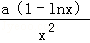 a（1-lnx）
x²